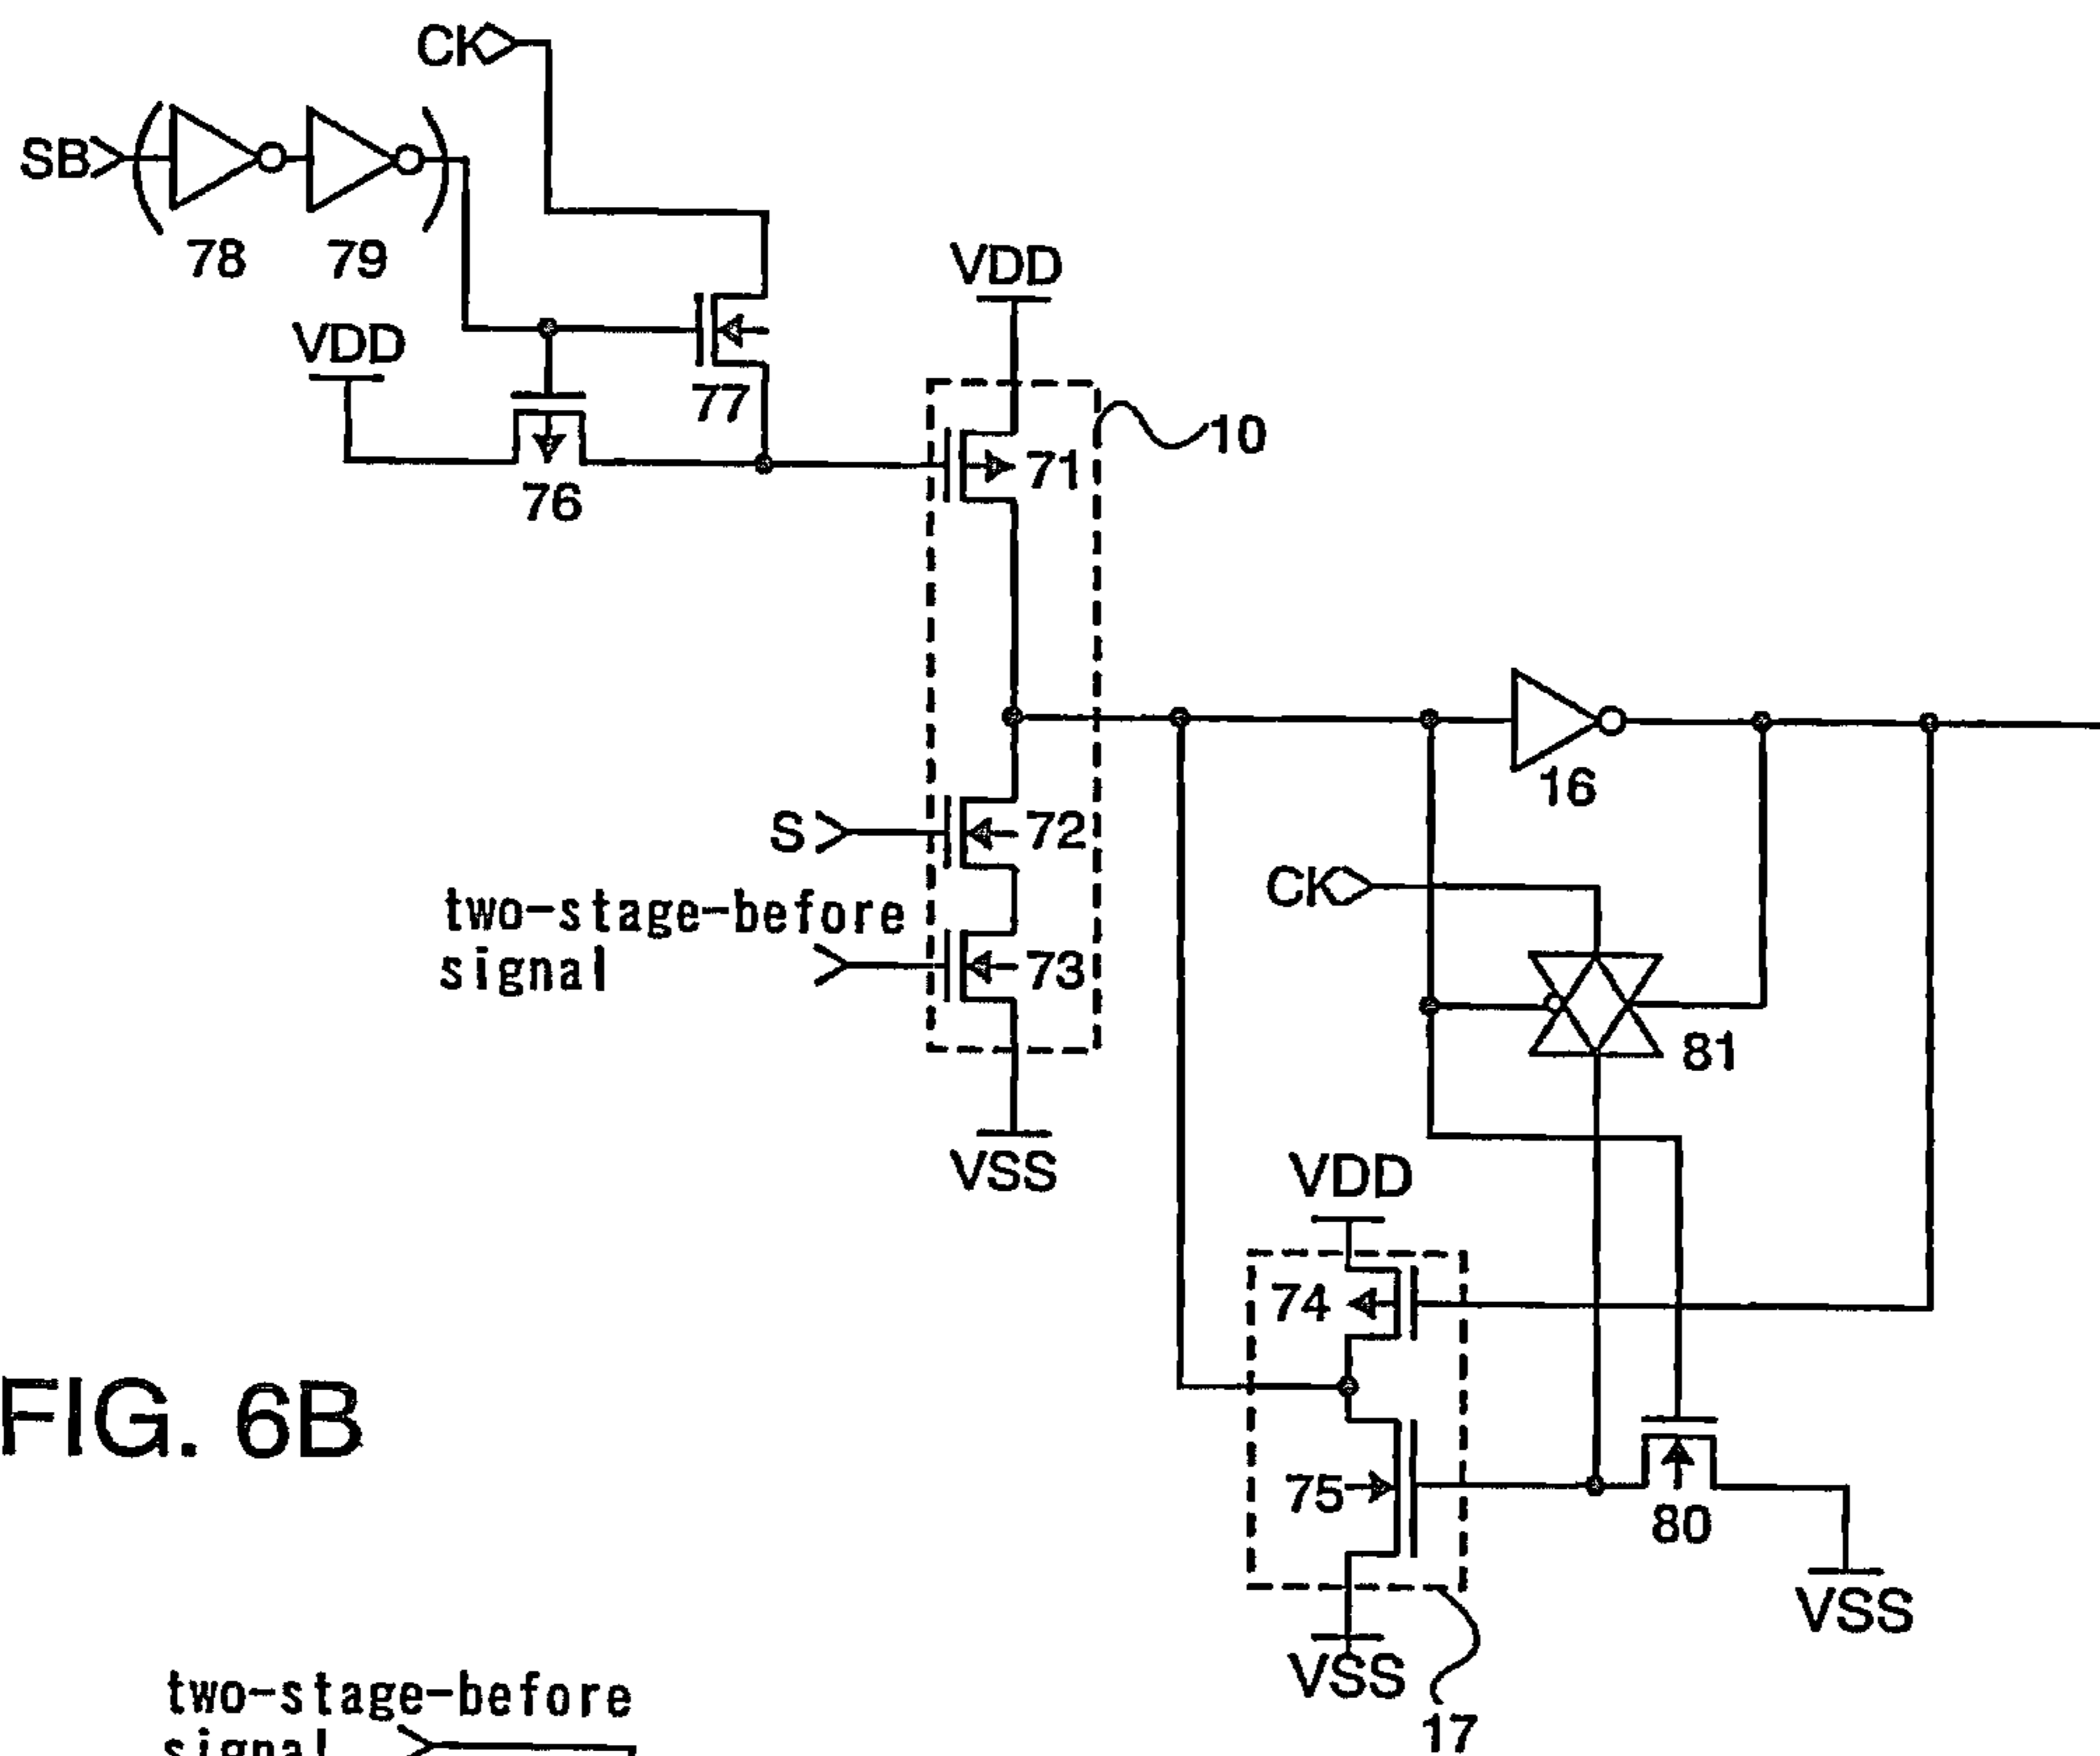 CK
SB
78
79
VDD
VDD
77
10
71
76
16
S
72
CK
two-stage-before
signal
73
81
VSS
VDD
74
FIG. 6B
75
80
VSS
VSS
17
two-stage-before
signal